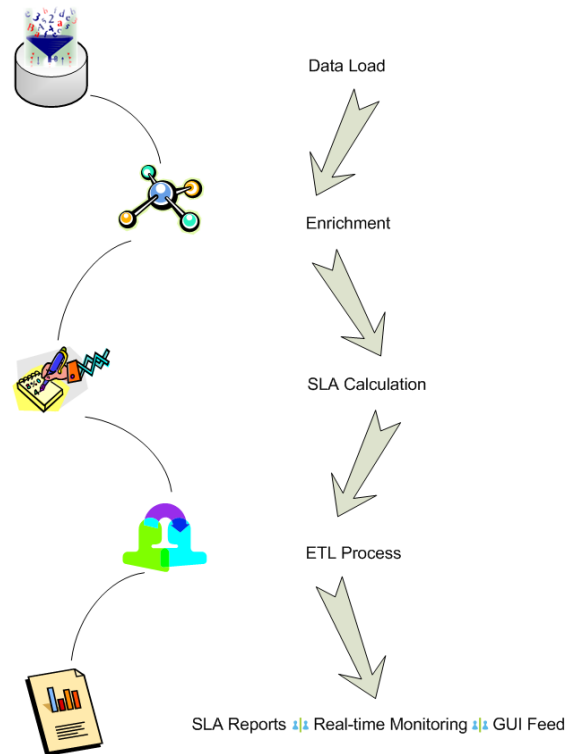 Data Load
Enrichment
SLA Calculation
ETL Process
SLA Reports Real-time Monitoring GUI Feed